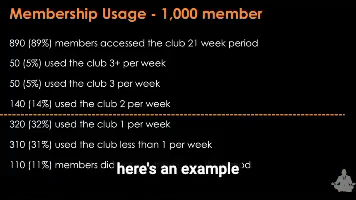 Membership Usage - 1,000 member
890 (89%) members accessed the club 21 week period
50 (5%) used the club 3+ per week
50 (5%) used the club 3 per week
140 (14%) used the club 2 per week
320 (32%) used the club 1 per week
310 (31%) used the club less than 1 per week
110 (11%) members did
here's an example